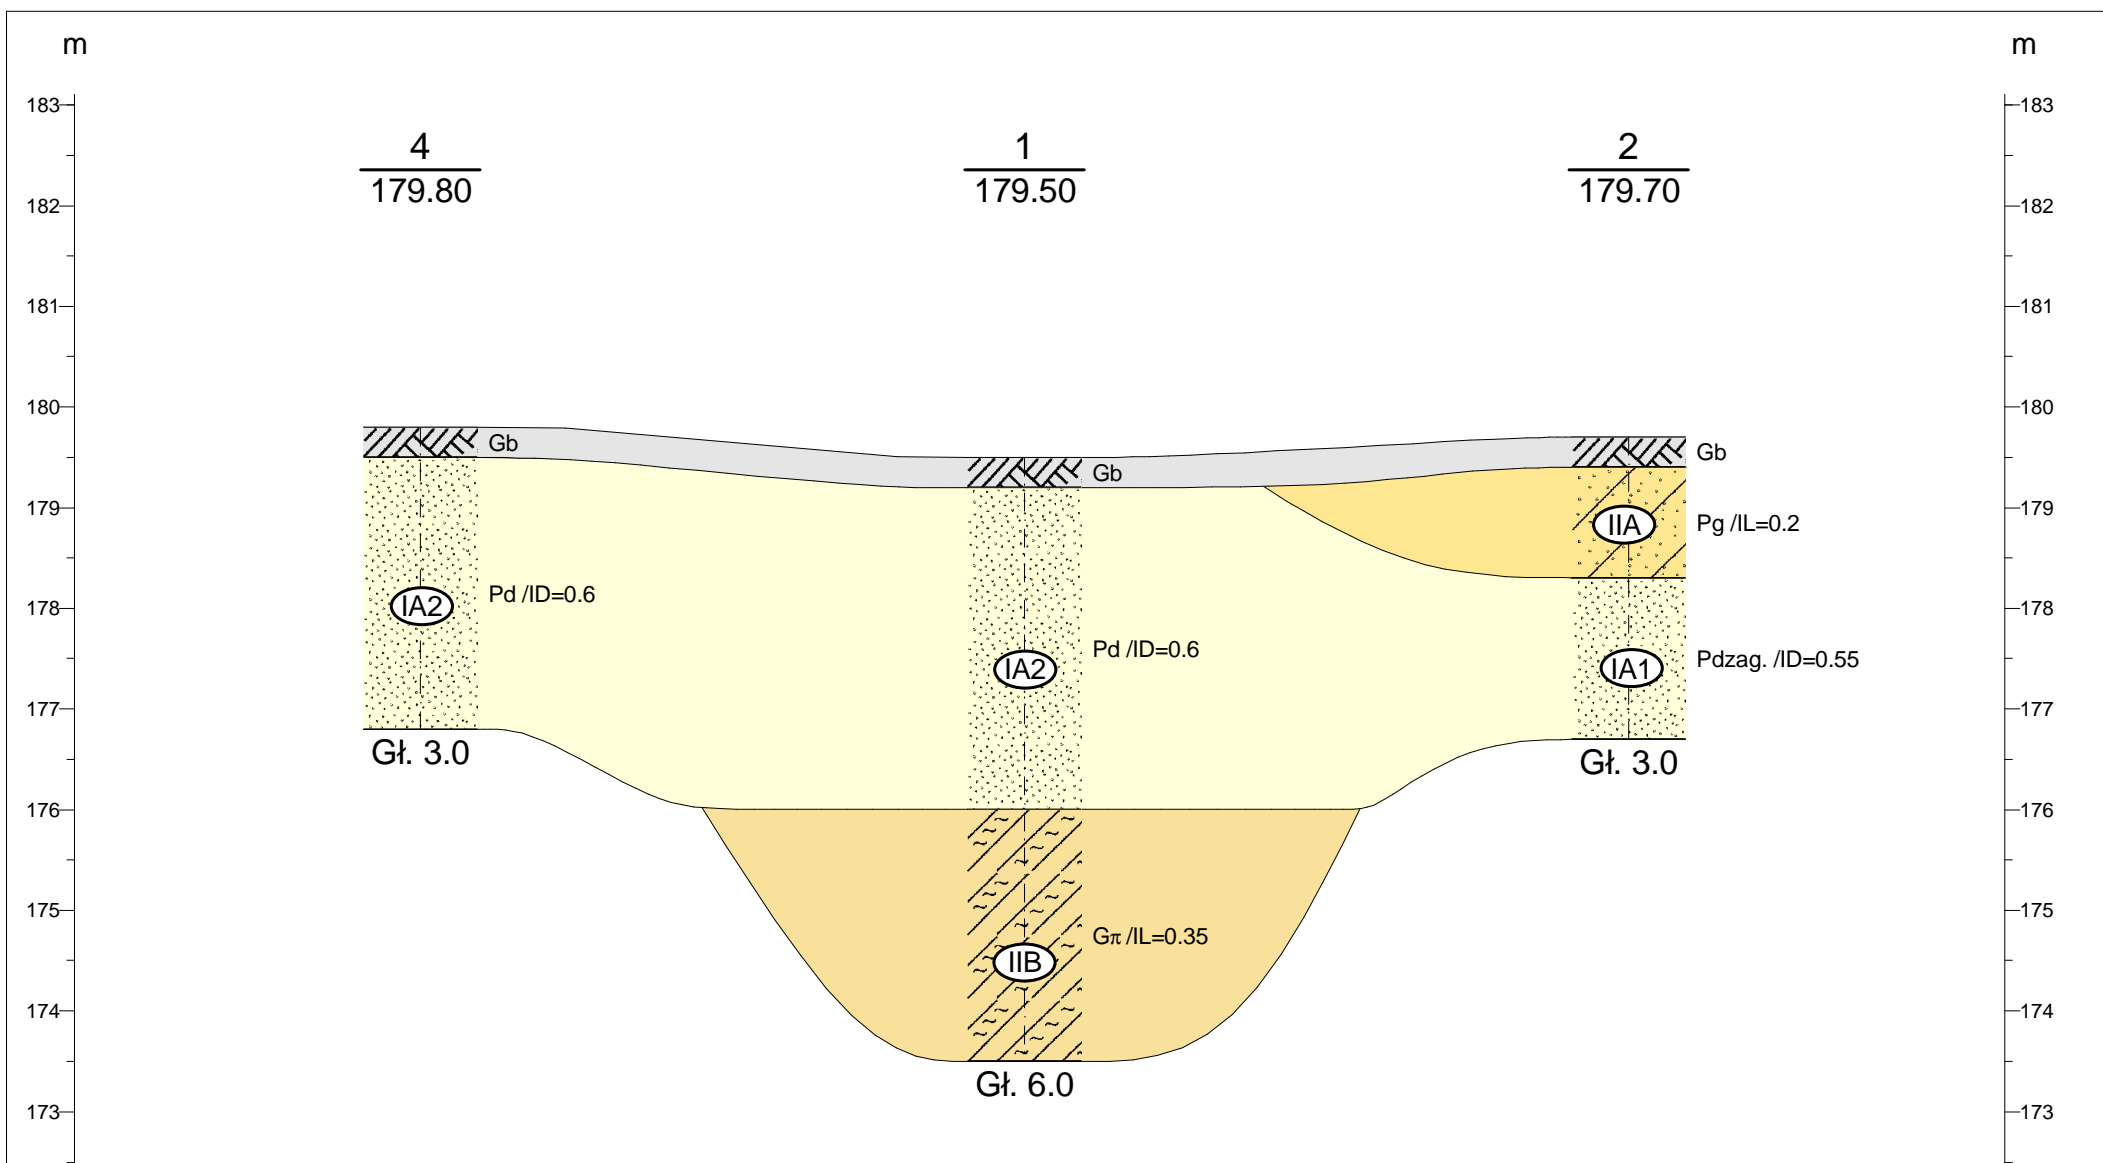 m m
183 183
4 1 2
179.80 179.50 179.70
182 182
181 181
180 180
Gb Gb Gb
179 179
IIA Pg /IL=0.2
IA2 Pd /ID=0.6
178 178
IA2 Pd /ID=0.6
IA1 Pdzag. /ID=0.55
177 177
Gł. 3.0 Gł. 3.0
176 176
175 175
Gπ /IL=0.35
IIB
174 174
Gł. 6.0
173 173